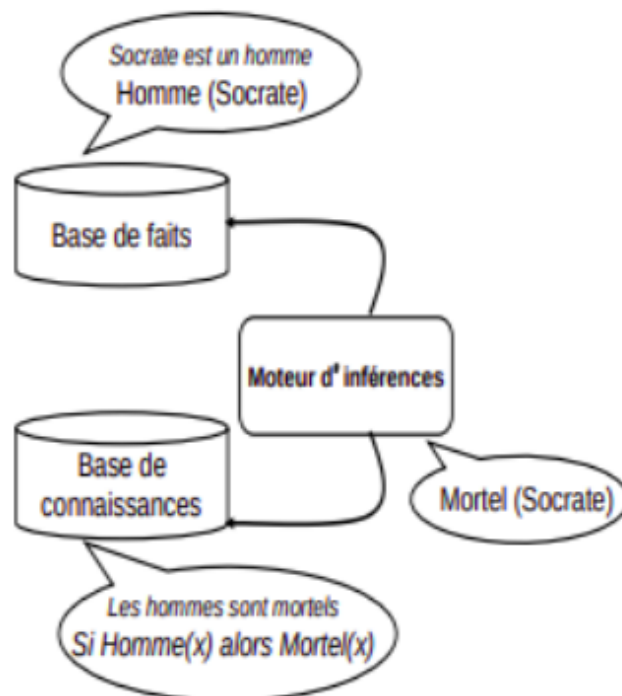 Socrate est un homme
Homme (Socrate)
Base de faits
Moteur d' inférences
Base de
connaissances
Mortel (Socrate)
Les hommes sont mortels
Si Homme(x) alors Mortel(x)